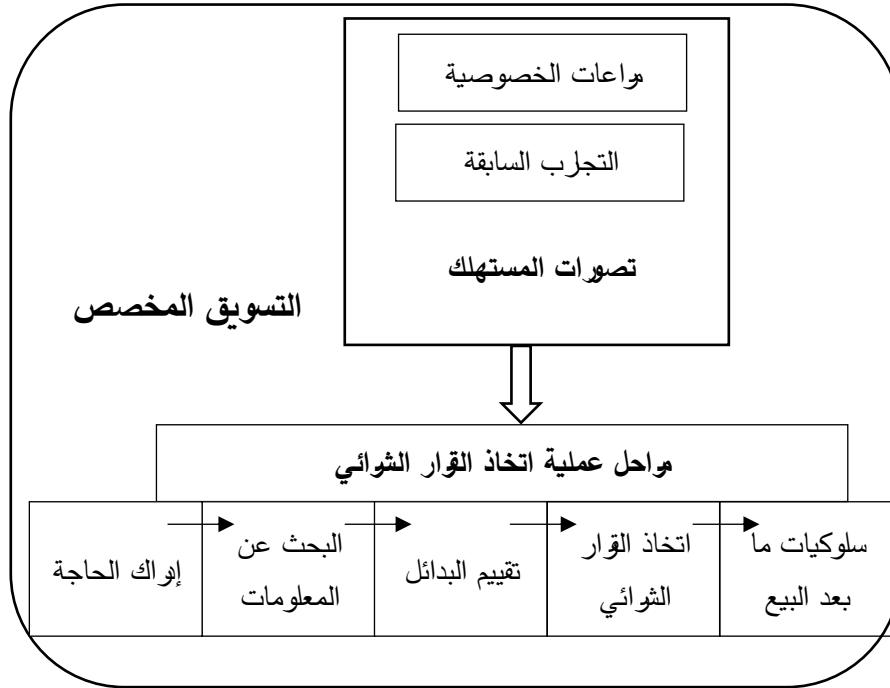 مراعات الخصوصية
التجارب السابقة
تصورات المستهلك
التسويق المخصص
مراحل عملية اتخاذ القرار الشرائي
إدراك الحاجة
البحث عن
المعلومات
تقييم البدائل
اتخاذ القرار
الشرائي
سلوكيات ما
بعد البيع